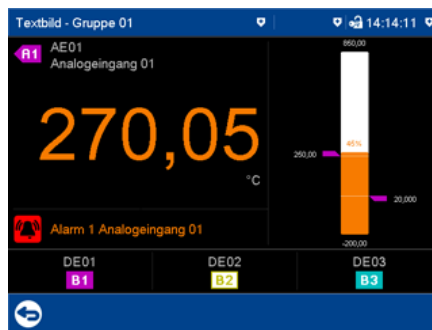 Textbild - Gruppe 01
14:14:11
A1
AE01
Analogeingang 01
270,05
°C
850,00
45%
250,00
20,000
-200,00
Alarm 1 Analogeingang 01
DE01
DE02
DE03
B1
B2
B3